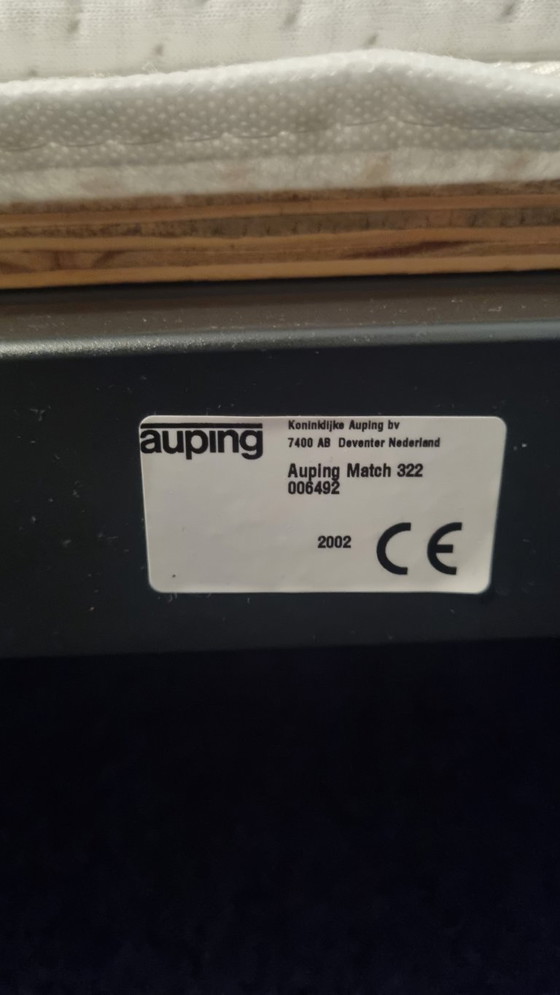 auping
Koninklijke Auping bv
7400 AB Deventer Nederland
Auping Match 322
006492
2002 CE